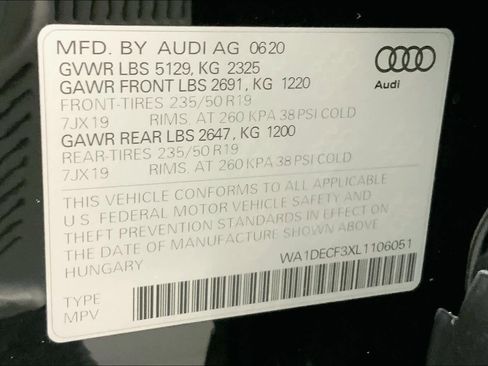 MFD. BY AUDI AG 0620
GVWR LBS 5129, KG 2325
GAWR FRONT LBS 2691, KG 1220
FRONT-TIRES 235/50 R19
7JX19 RIMS. AT 260 KPA 38 PSI COLD
GAWR REAR LBS 2647, KG 1200
REAR-TIRES 235/50 R19
7JX19 RIMS. AT 260 KPA 38 PSI COLD
Audi
THIS VEHICLE CONFORMS TO ALL APPLICABLE
U.S. FEDERAL MOTOR VEHICLE SAFETY AND
THEFT PREVENTION STANDARDS IN EFFECT ON
THE DATE OF MANUFACTURE SHOWN ABOVE
HUNGARY WA1DECF3XL1106051
TYPE
MPV